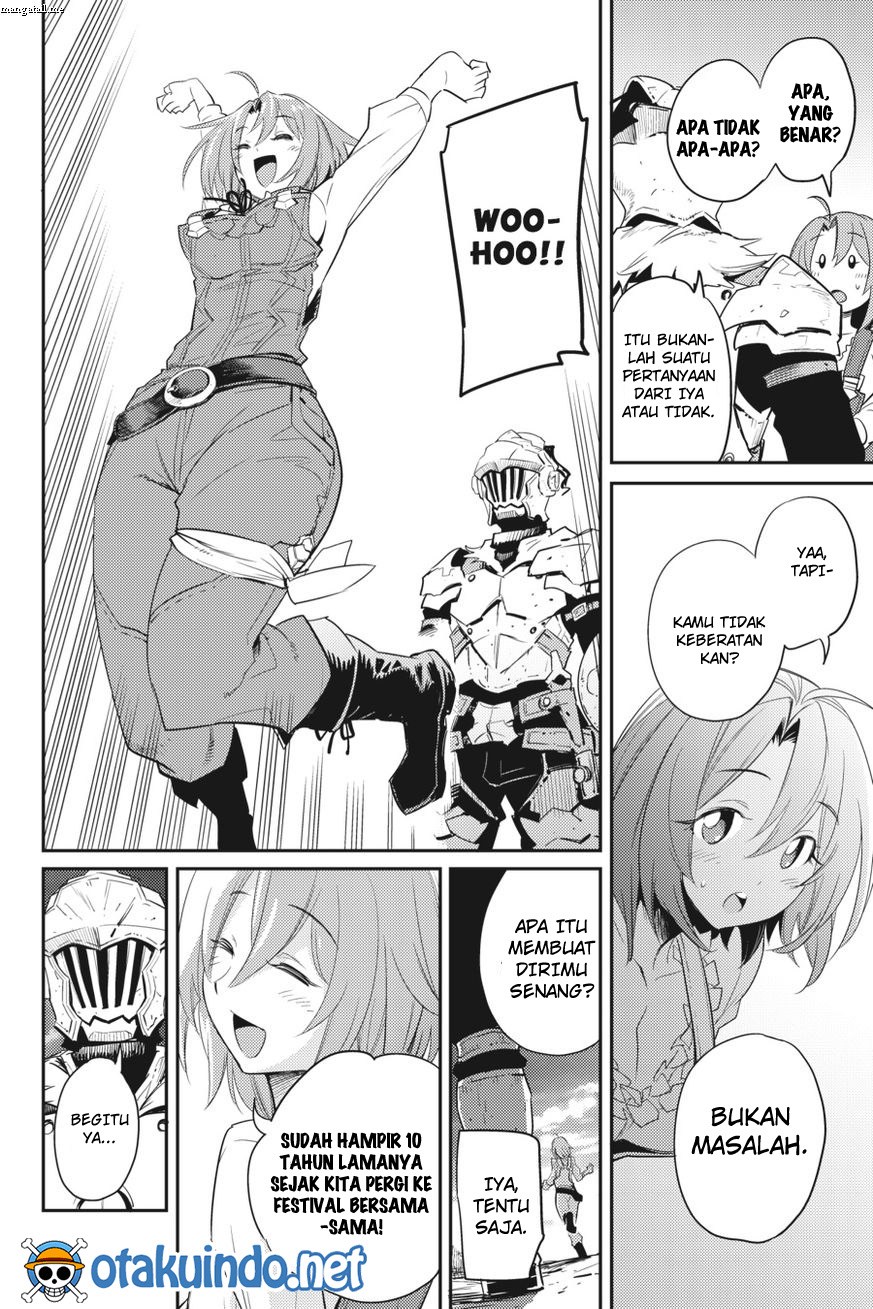 mangatail.me
APA,
YANG
BENAR?
APA TIDAK
APA-APA?
ITU BUKAN-
LAH SUATU
PERTANYAAN
DARI IYA
ATAU TIDAK.
YAA,
TAPI-
KAMU TIDAK
KEBERATAN
KAN?
BUKAN
MASALAH.
WOO-
HOO!!
APA ITU
MEMBUAT
DIRIMU
SENANG?
IYA,
TENTU
SAJA.
SUDAH HAMPIR 10
TAHUN LAMANYA
SEJAK KITA PERGI KE
FESTIVAL BERSAMA
-SAMA!
BEGITU
YA...
otakuindo.net